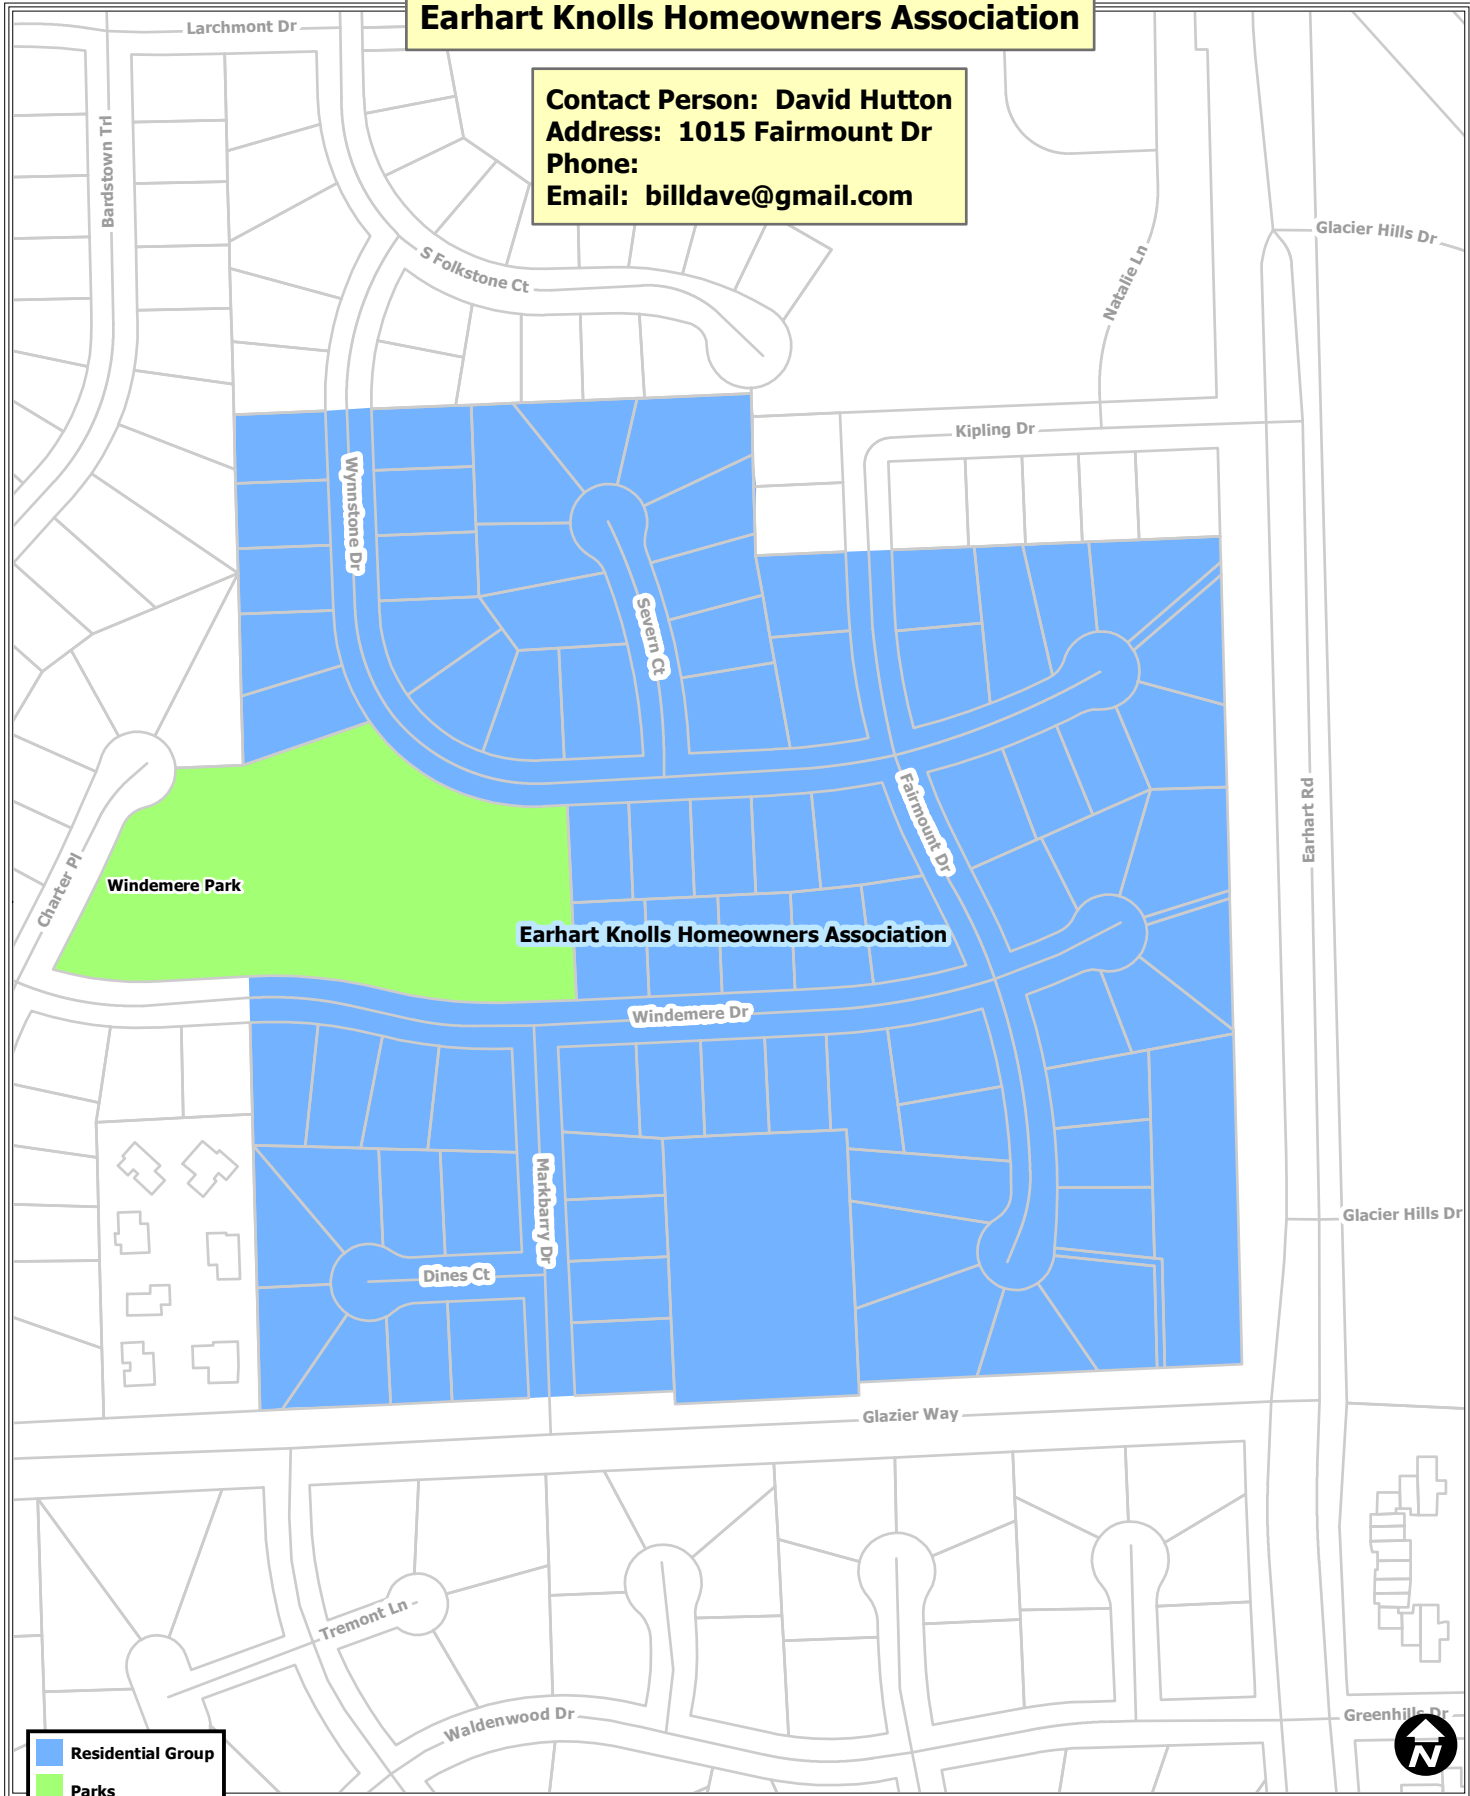 Earhart Knolls Homeowners Association
Larchmont Dr
Contact Person: David Hutton
Address: 1015 Fairmount Dr
Phone:
Email: billdave@gmail.com
Bardstown Trl
Glacier Hills Dr
S Folkstone Ct
Natalie Ln
Kipling Dr
Wynnstone Dr
Severn Ct
Fairmount Dr
Earhart Rd
Charter Pl
Windemere Park
Earhart Knolls Homeowners Association
Windemere Dr
Markbarry Dr
Glacier Hills Dr
Dines Ct
Glazier Way
Tremont Ln
Waldenwood Dr
Greenhills Dr
N
Residential Group
Parks